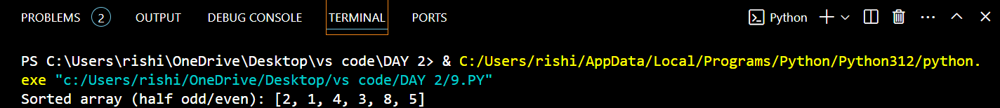 PROBLEMS 2 OUTPUT DEBUG CONSOLE TERMINAL PORTS Python
PS C:\Users\rishi\OneDrive\Desktop\vs code\DAY 2> & C:/Users/rishi/AppData/Local/Programs/Python/Python312/python.
exe "c:/Users/rishi/OneDrive/Desktop/vs code/DAY 2/9.PY"
Sorted array (half odd/even): [2, 1, 4, 3, 8, 5]